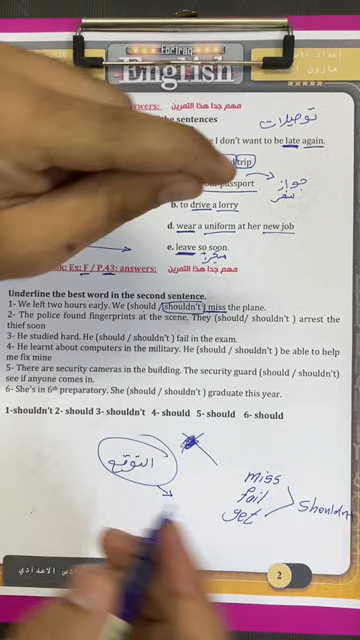 for Iraq
English
answers: مهم جدا هذا التمرين
the sentences
توصيلات
I don't want to be late again.
trip
passport
جواز سفر
b. to drive a lorry
d. wear a uniform at her new job
e. leave so soon.
مبكرة
Ex: F / P.43: answers: مهم جدا هذا التمرين
Underline the best word in the second sentence.
1- We left two hours early. We (should / shouldn't) miss the plane.
2- The police found fingerprints at the scene. They (should/ shouldn't ) arrest the
thief soon
3- He studied hard. He (should / shouldn't ) fail in the exam.
4- He learnt about computers in the military. He (should / shouldn't ) be able to help
me fix mine
5- There are security cameras in the building. The security guard (should / shouldn't)
see if anyone comes in.
6- She's in 6th preparatory. She (should / shouldn't ) graduate this year.
1-shouldn't 2- should 3- shouldn't 4- should 5- should 6- should
التوقع
miss
fail
get
shouldn't
2